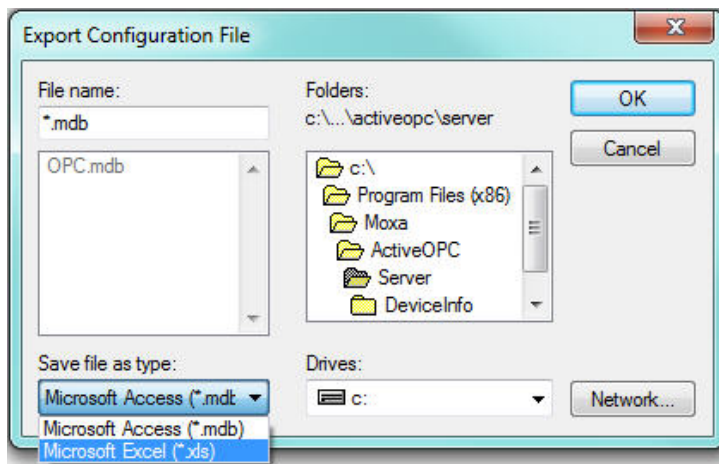 Export Configuration File
File name:
*.mdb
OPC.mdb
Folders:
c:\...\activeopc\server
c:\
Program Files (x86)
Moxa
ActiveOPC
Server
DeviceInfo
OK
Cancel
Save file as type:
Microsoft Access (*.mdb
Microsoft Access (*.mdb)
Microsoft Excel (*.xls)
Drives:
c:
Network...